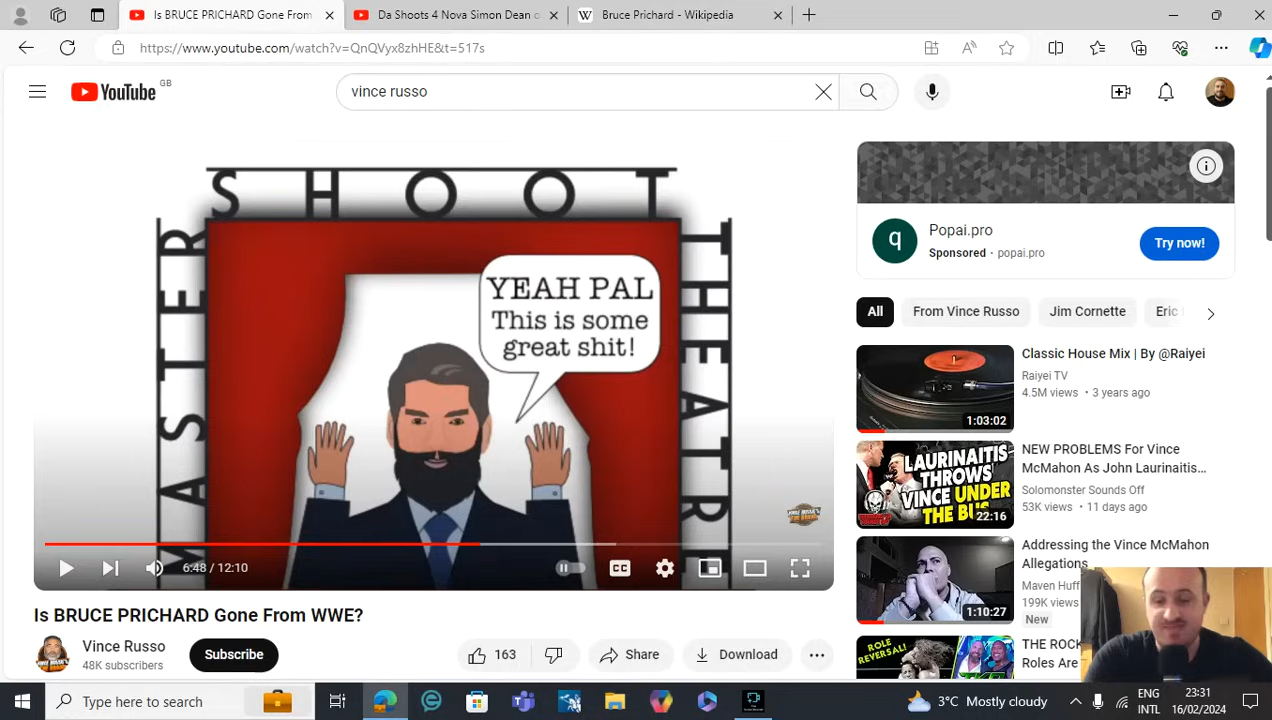 Is BRUCE PRICHARD Gone From
Da Shoots 4 Nova Simon Dean o
W Bruce Prichard - Wikipedia
https://www.youtube.com/watch?v=QnQVyx8zhHE&t=517s
YouTube GB
vince russo
MASTER
SHOOT
THEATR
YEAH PAL
This is some
great shit!
6:48 / 12:10
CC
Is BRUCE PRICHARD Gone From WWE?
Vince Russo
48K subscribers
Subscribe
163
Share
Download
q
Popai.pro
Sponsored • popai.pro
Try now!
All
From Vince Russo
Jim Cornette
Eric
Classic House Mix | By @Raiyei
Raiyei TV
4.5M views • 3 years ago
1:03:02
LAURINAITIS
THROWS
VINCE UNDER
THE BUS
22:16
NEW PROBLEMS For Vince
McMahon As John Laurinaitis...
Solomonster Sounds Off
53K views • 11 days ago
1:10:27
Addressing the Vince McMahon
Allegations
Maven Huff
199K views
New
ROLE
REVERSAL!
THE ROCK
Roles Are
Type here to search
3°C Mostly cloudy
ENG
INTL
23:31
16/02/2024